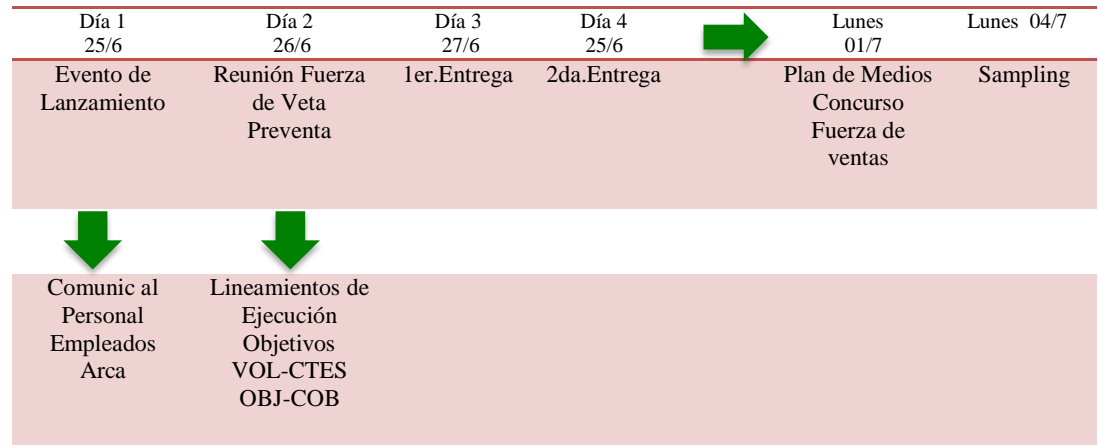 Día 1
25/6
Día 2
26/6
Día 3
27/6
Día 4
25/6
Lunes
01/7
Lunes 04/7
Evento de
Lanzamiento
Reunión Fuerza
de Veta
Preventa
1er.Entrega
2da.Entrega
Plan de Medios
Concurso
Fuerza de
ventas
Sampling
Comunic al
Personal
Empleados
Arca
Lineamientos de
Ejecución
Objetivos
VOL-CTES
OBJ-COB